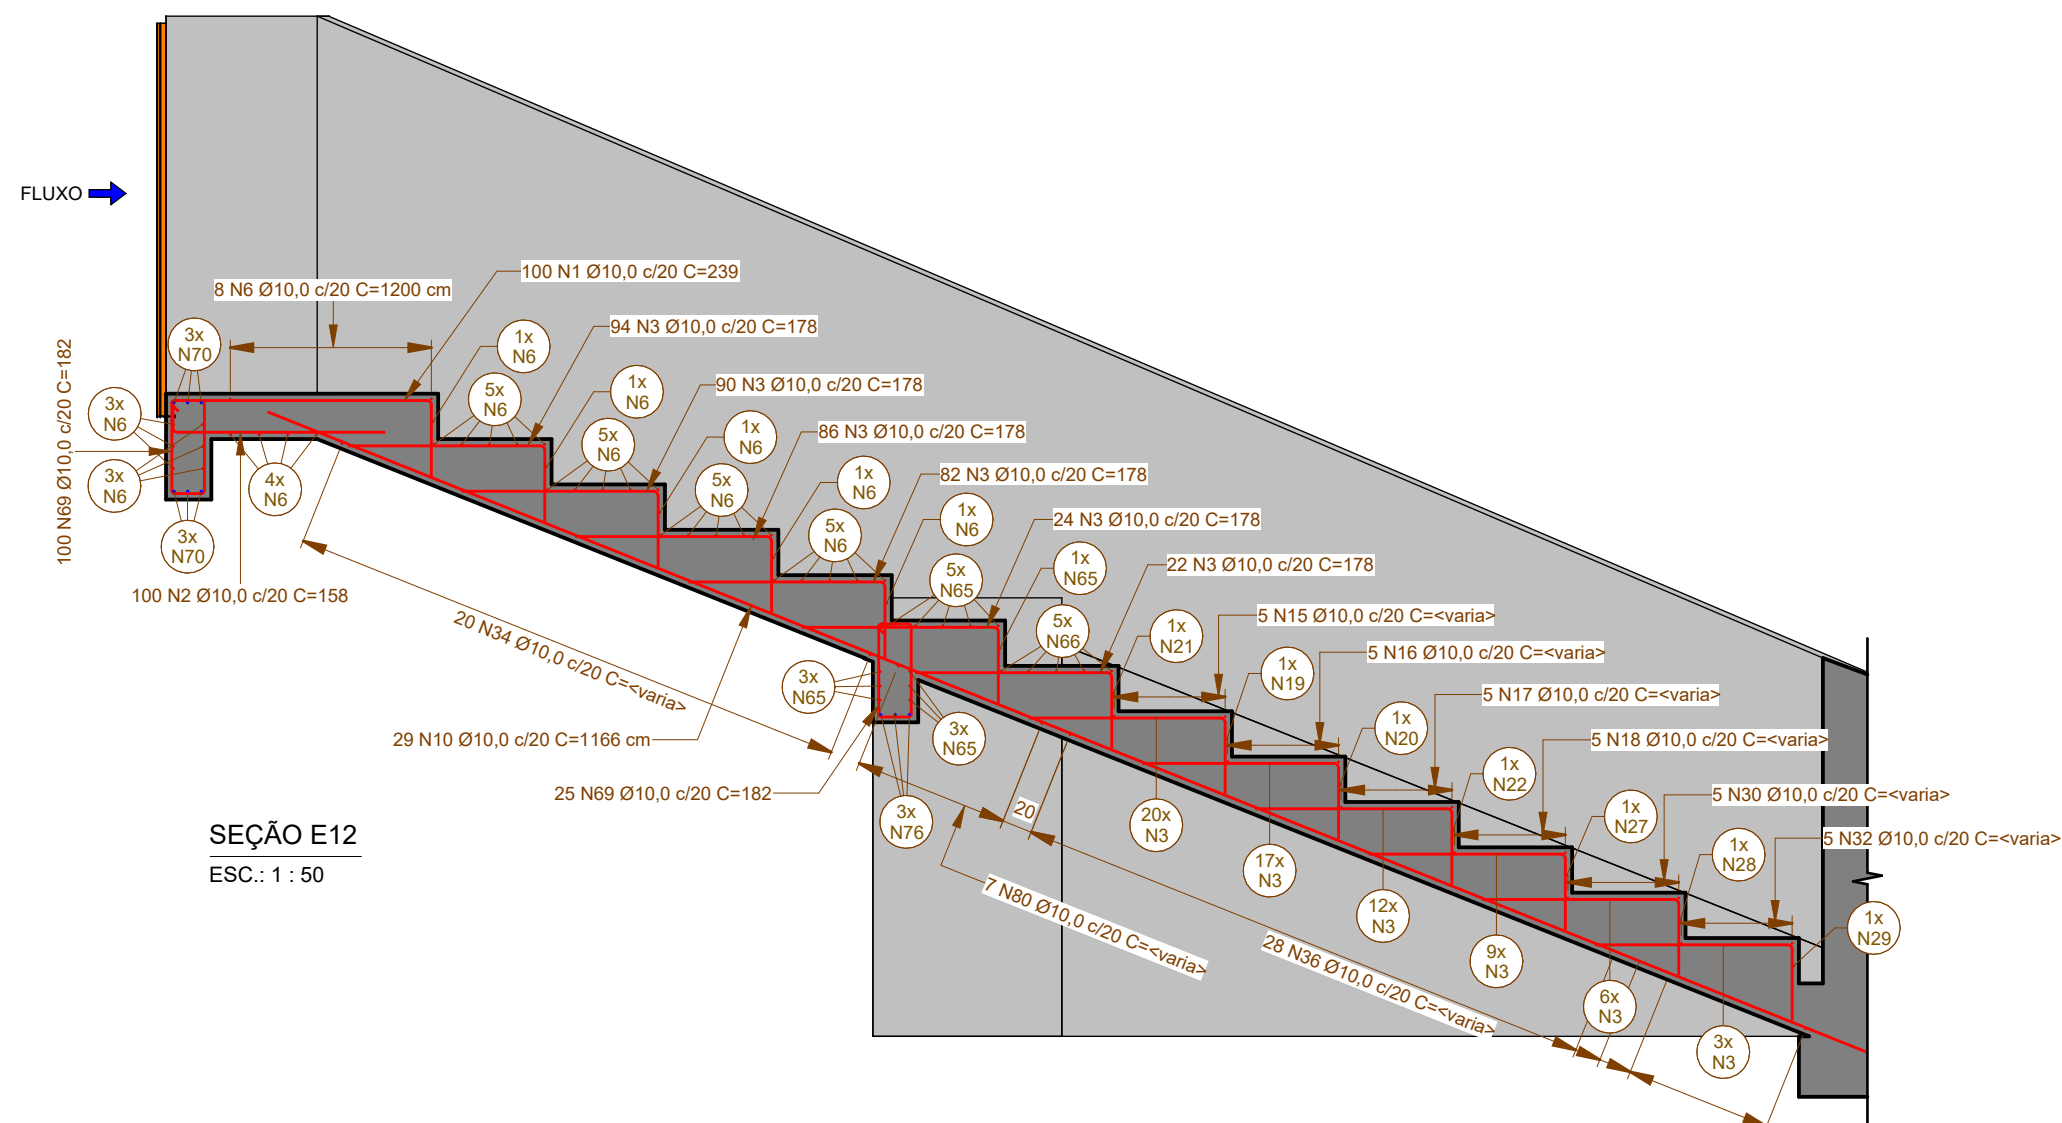 FLUXO
100 N1 Ø10,0 c/20 C=239
8 N6 Ø10,0 c/20 C=1200 cm
94 N3 Ø10,0 c/20 C=178
3x
N70
1x
N6
100 N69 Ø10,0 c/20 C=182
90 N3 Ø10,0 c/20 C=178
3x
N6
5x
N6
1x
N6
86 N3 Ø10,0 c/20 C=178
5x
N6
1x
N6
82 N3 Ø10,0 c/20 C=178
3x
N6
4x
N6
5x
N6
1x
N6
24 N3 Ø10,0 c/20 C=178
3x
N70
5x
N6
1x
N6
22 N3 Ø10,0 c/20 C=178
100 N2 Ø10,0 c/20 C=158
5x
N65
1x
N65
5 N15 Ø10,0 c/20 C=<varia>
20 N34 Ø10,0 c/20 C=<varia>
5x
N66
1x
N21
5 N16 Ø10,0 c/20 C=<varia>
3x
N65
1x
N19
5 N17 Ø10,0 c/20 C=<varia>
29 N10 Ø10,0 c/20 C=1166 cm
3x
N65
1x
N20
5 N18 Ø10,0 c/20 C=<varia>
25 N69 Ø10,0 c/20 C=182
1x
N22
5 N30 Ø10,0 c/20 C=<varia>
3x
N76
20
20x
N3
1x
N27
5 N32 Ø10,0 c/20 C=<varia>
SEÇÃO E12
ESC.: 1 : 50
17x
N3
1x
N28
7 N80 Ø10,0 c/20 C=<varia>
12x
N3
1x
N29
28 N36 Ø10,0 c/20 C=<varia>
9x
N3
6x
N3
3x
N3